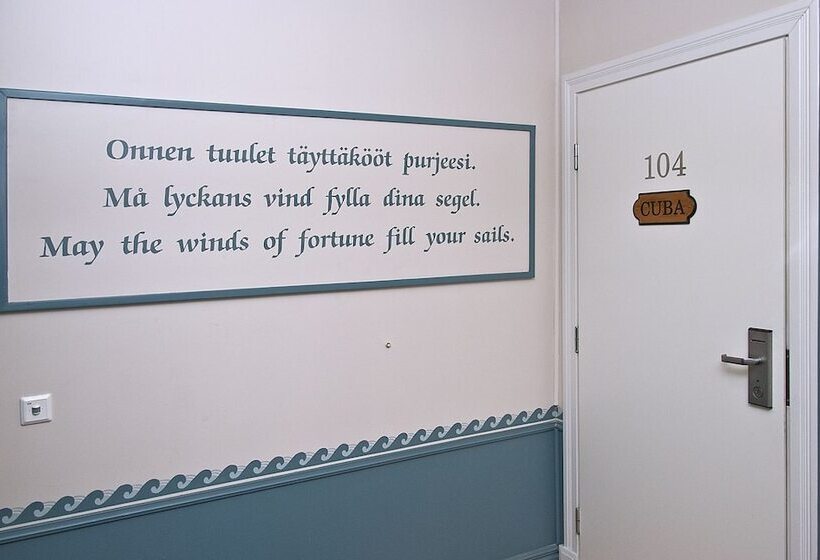 Onnen tuulet täyttäkööt purjeesi.
Må lyckans vind fylla dina segel.
May the winds of fortune fill your sails.
104
CUBA